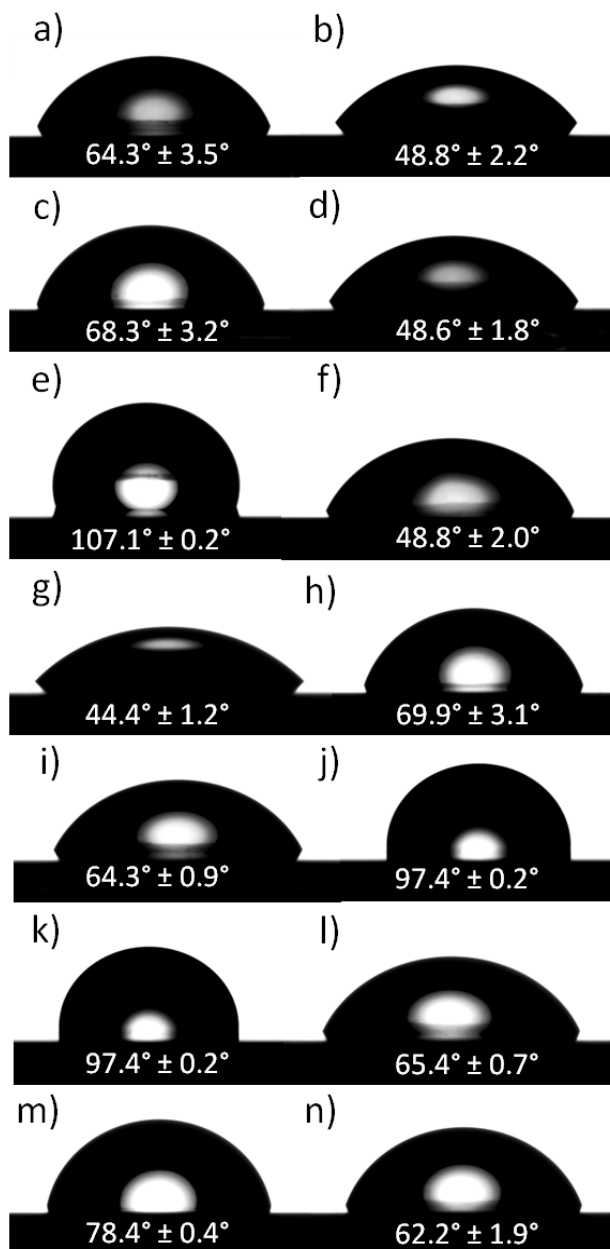 a) b)
64.3° ± 3.5° 48.8° ± 2.2°
c) d)
68.3° ± 3.2° 48.6° ± 1.8°
e) f)
107.1° ± 0.2° 48.8° ± 2.0°
g) h)
44.4° ± 1.2° 69.9° ± 3.1°
i) j)
64.3° ± 0.9° 97.4° ± 0.2°
k) l)
97.4° ± 0.2° 65.4° ± 0.7°
m) n)
78.4° ± 0.4° 62.2° ± 1.9°